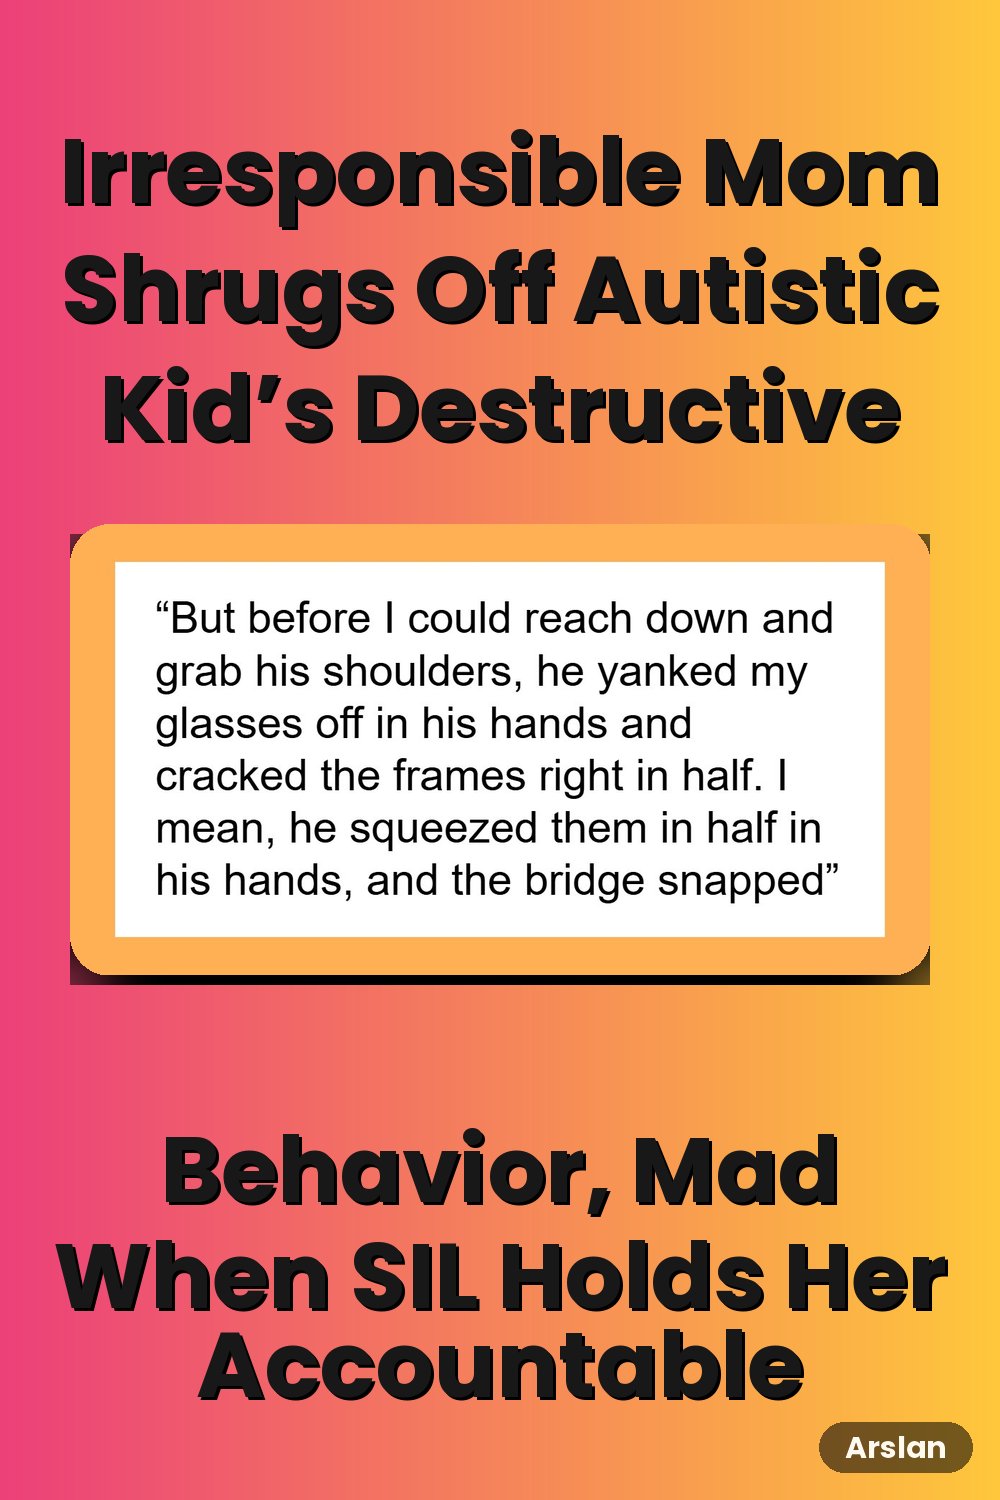 Irresponsible Mom
Shrugs Off Autistic
Kid’s Destructive
“But before I could reach down and
grab his shoulders, he yanked my
glasses off in his hands and
cracked the frames right in half. I
mean, he squeezed them in half in
his hands, and the bridge snapped”
Behavior, Mad
When SIL Holds Her
Accountable
Arslan